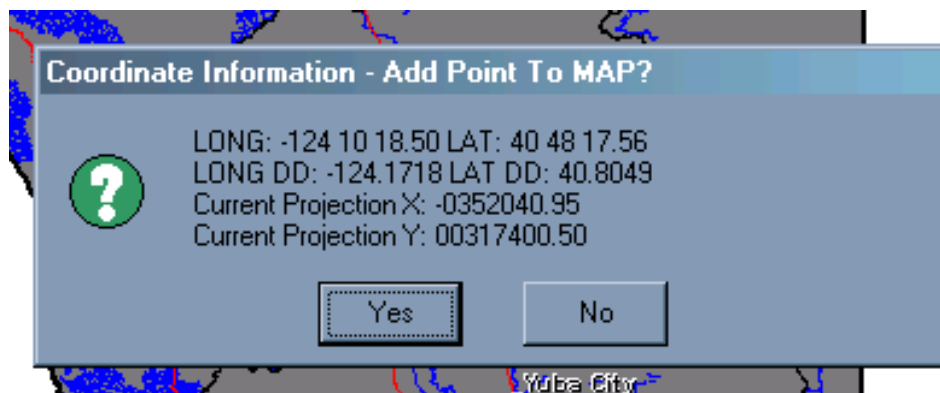 Coordinate Information - Add Point To MAP?
LONG: -124 10 18.50 LAT: 40 48 17.56
LONG DD: -124.1718 LAT DD: 40.8049
Current Projection X: -0352040.95
Current Projection Y: 00317400.50
Yes
No
Yuba City